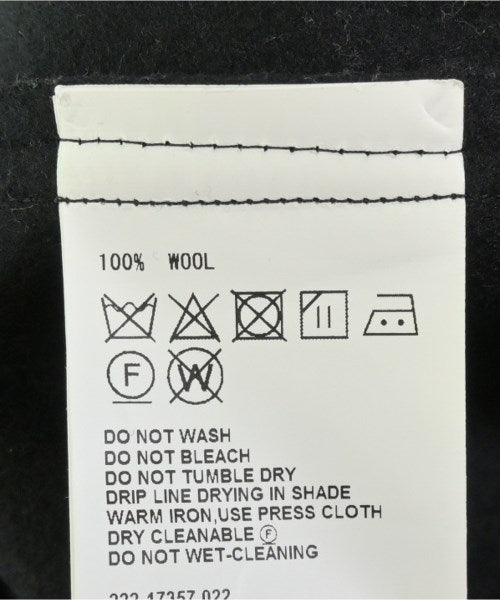 100% WOOL
F W
DO NOT WASH
DO NOT BLEACH
DO NOT TUMBLE DRY
DRIP LINE DRYING IN SHADE
WARM IRON,USE PRESS CLOTH
DRY CLEANABLE Ⓕ
DO NOT WET-CLEANING